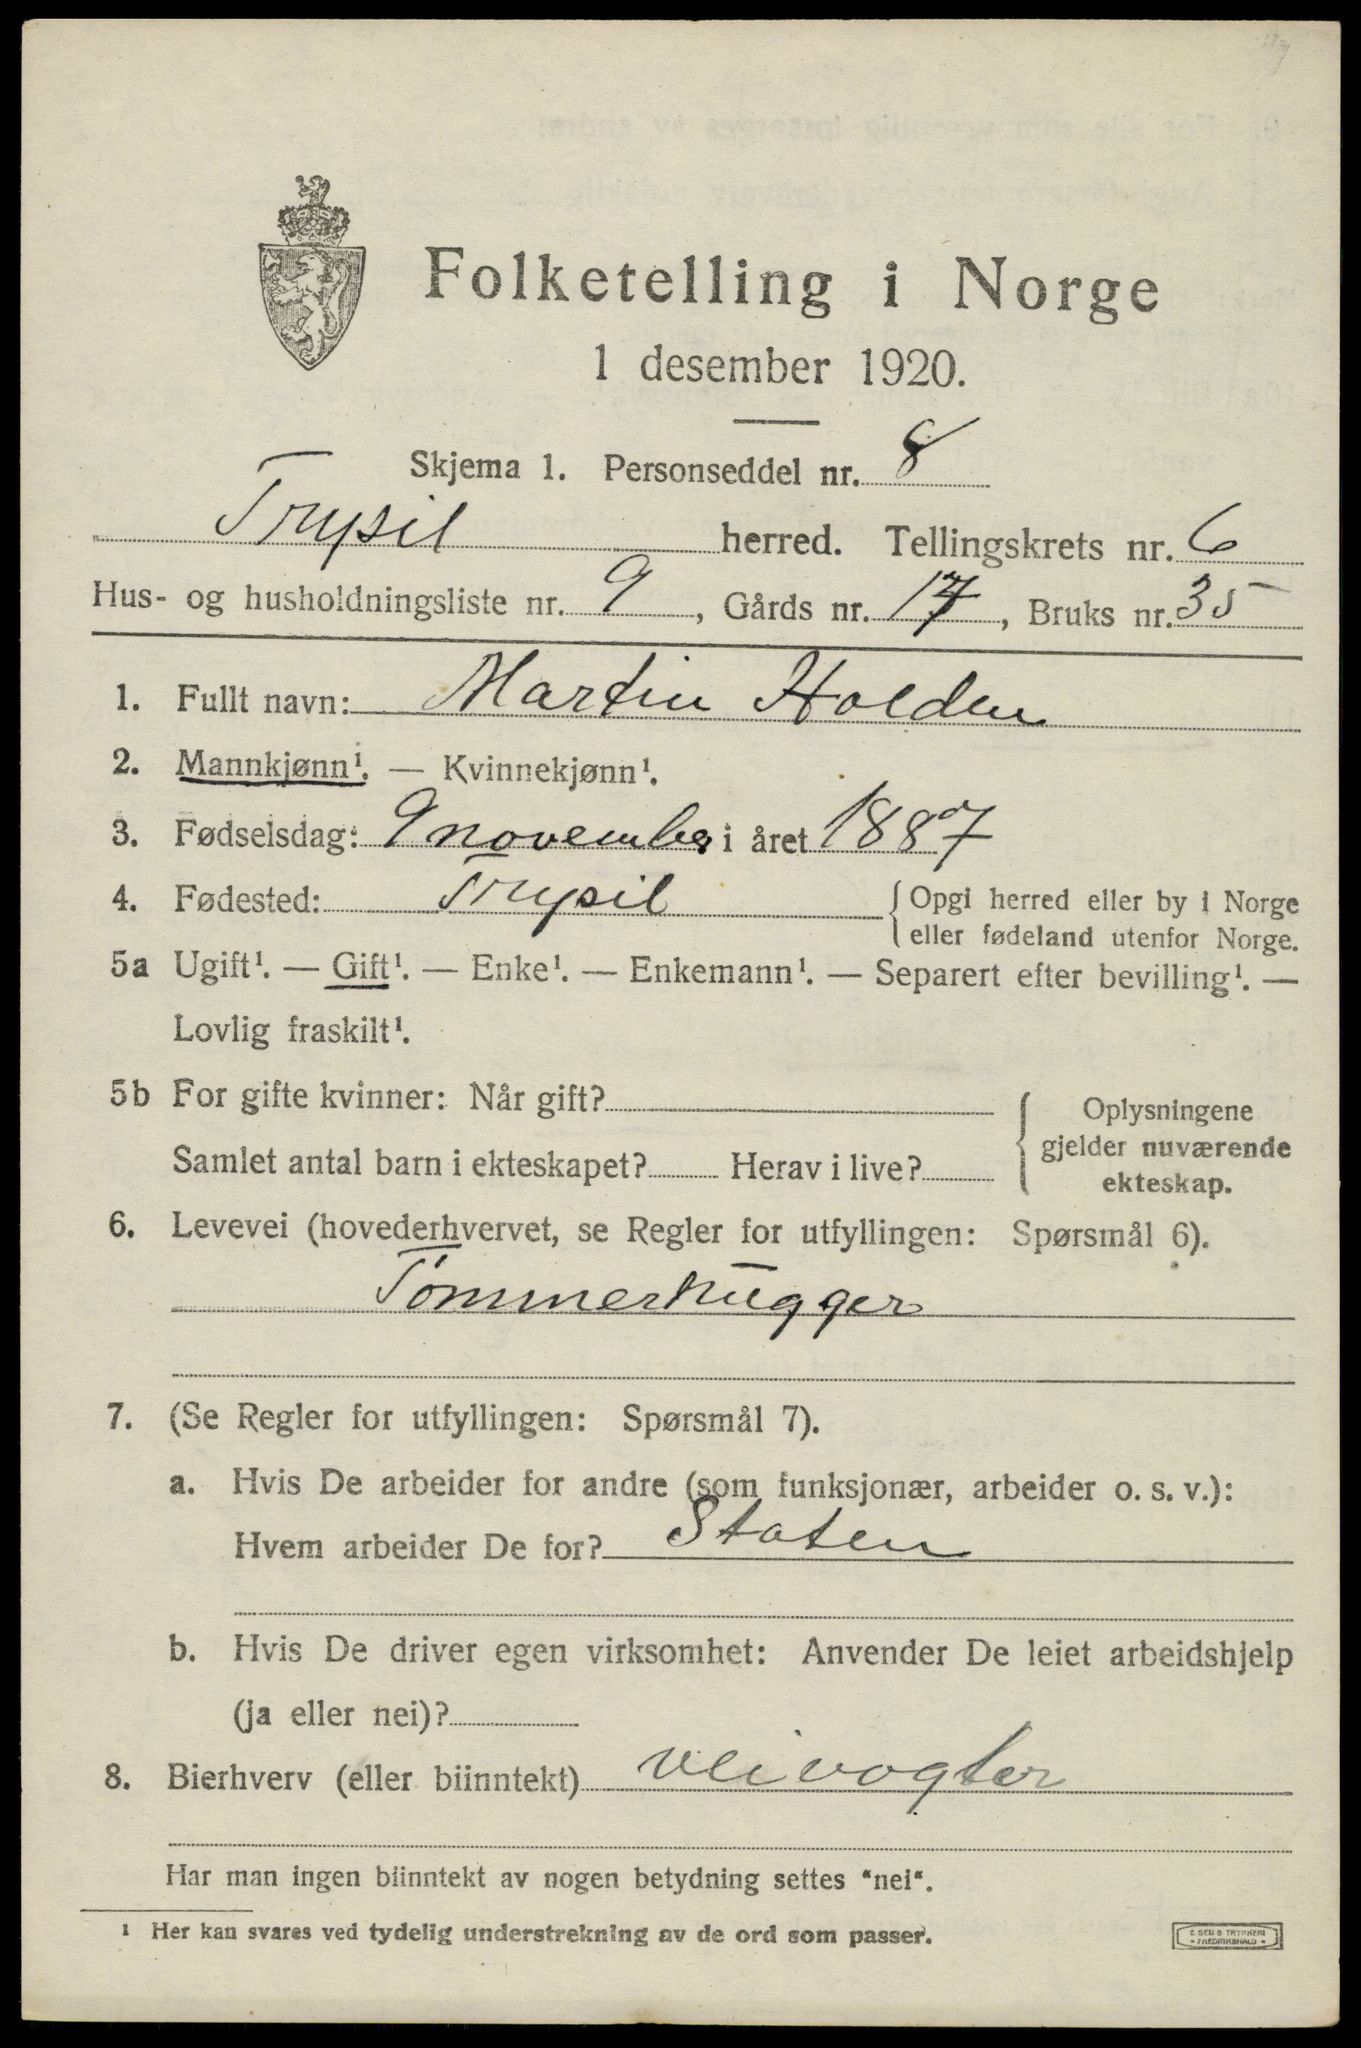 Folketelling i Norge
1 desember 1920.
Skjema 1. Personseddel nr. 8
Trysil herred. Tellingskrets nr. 6
Hus- og husholdningsliste nr. 9, Gårds nr. 17, Bruks nr. 35
1. Fullt navn: Martin Holden
2. Mannkjønn¹. — Kvinnekjønn¹.
3. Fødselsdag: 9 november i året 1887
4. Fødested: Trysil { Opgi herred eller by i Norge
eller fødeland utenfor Norge.
5a Ugift¹. — Gift¹. — Enke¹. — Enkemann¹. — Separert efter bevilling¹. —
Lovlig fraskilt¹.
5b For gifte kvinner: Når gift?
Samlet antal barn i ekteskapet? Herav i live?
{ Oplysningene
gjelder nuværende
ekteskap.
6. Levevei (hovederhvervet, se Regler for utfyllingen: Spørsmål 6).
Tømmerhugger
7. (Se Regler for utfyllingen: Spørsmål 7).
a. Hvis De arbeider for andre (som funksjonær, arbeider o. s. v.):
Hvem arbeider De for? Staten
b. Hvis De driver egen virksomhet: Anvender De leiet arbeidshjelp
(ja eller nei)?
8. Bierhverv (eller biinntekt) veivogter
Har man ingen biinntekt av nogen betydning settes "nei".
¹ Her kan svares ved tydelig understrekning av de ord som passer.
TRYKKERI
FREDRIKSHALD